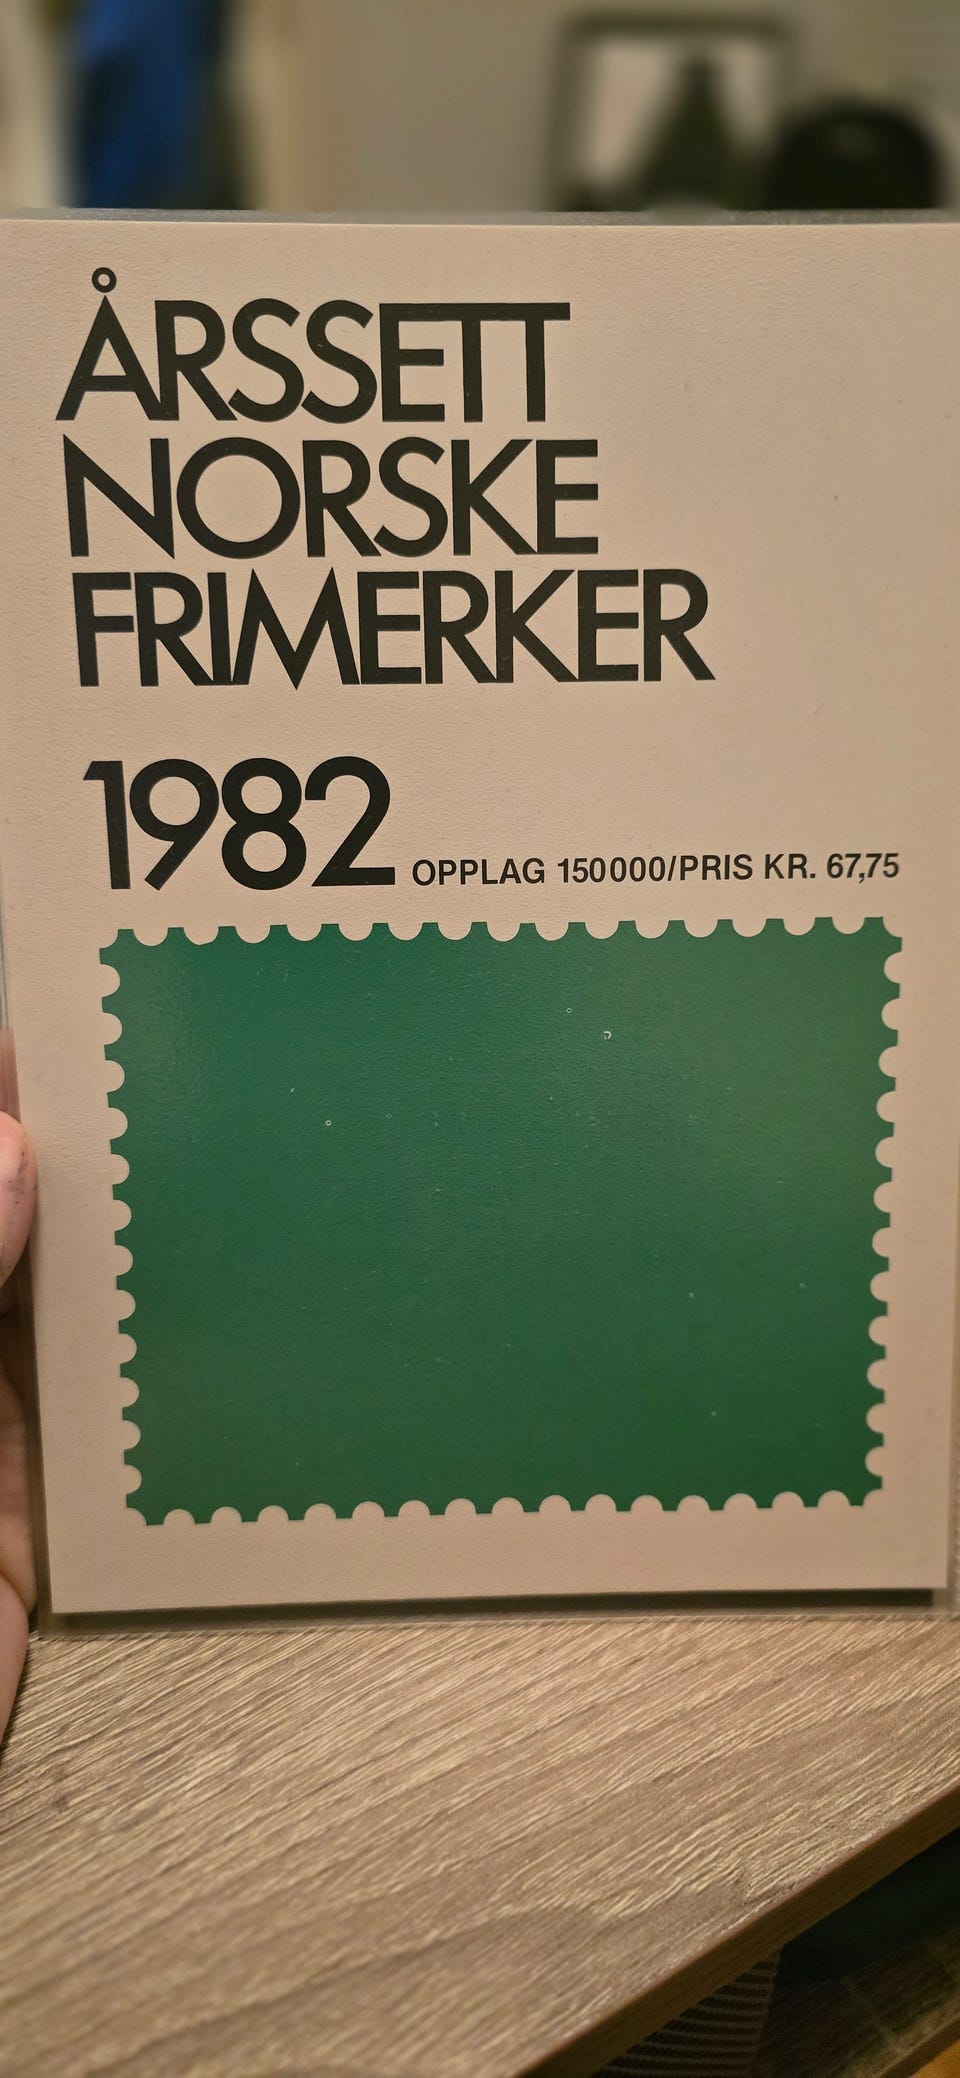 ÅRSSETT
NORSKE
FRIMERKER
1982 OPPLAG 150000/PRIS KR. 67,75